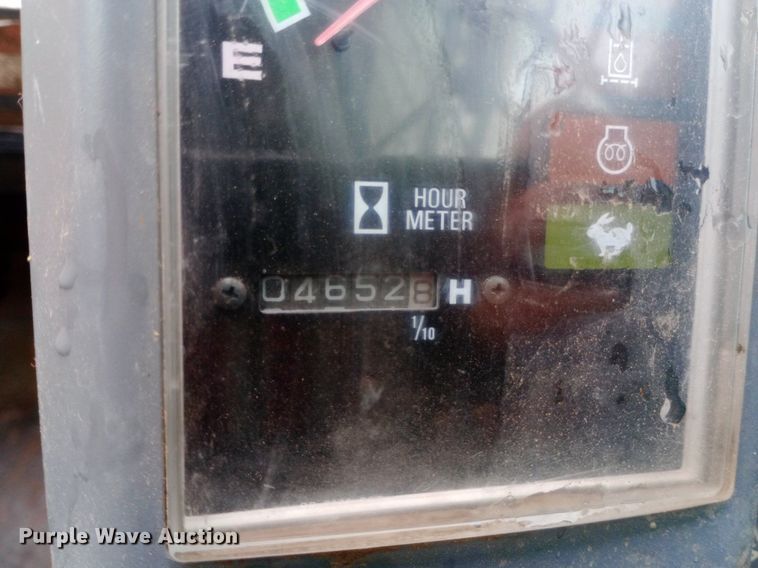 E
HOUR
METER
046528 H
1/10
Purple Wave Auction®